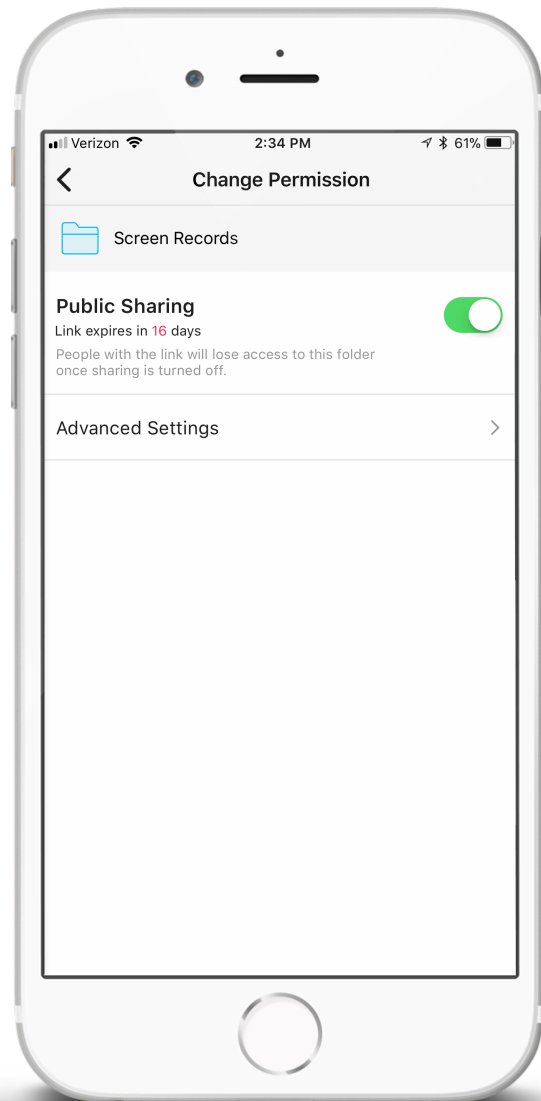 Verizon 2:34 PM 61%
Change Permission
Screen Records
Public Sharing
Link expires in 16 days
People with the link will lose access to this folder
once sharing is turned off.
Advanced Settings